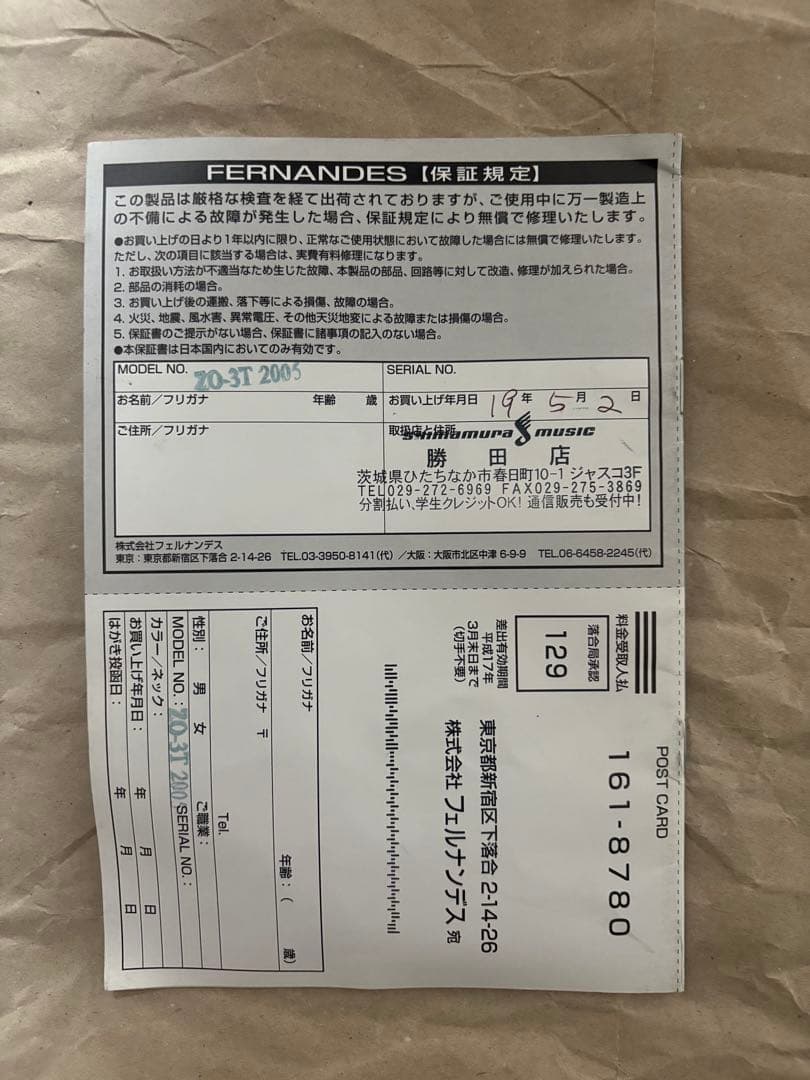 FERNANDES【保証規定】
この製品は厳格な検査を経て出荷されておりますが、ご使用中に万一製造上
の不備による故障が発生した場合、保証規定により無償で修理いたします。
●お買い上げの日より1年以内に限り、正常なご使用状態において故障した場合には無償で修理いたします。
ただし、次の項目に該当する場合は、実費有料修理になります。
1. お取扱い方法が不適当なため生じた故障、本製品の部品、回路等に対して改造、修理が加えられた場合。
2. 部品の消耗の場合。
3. お買い上げ後の運搬、落下等による損傷、故障の場合。
4. 火災、地震、風水害、異常電圧、その他天災地変による故障または損傷の場合。
5. 保証書のご提示がない場合、保証書に諸事項の記入のない場合。
●本保証書は日本国内においてのみ有効です。
MODEL NO. ZO-3T 2005 SERIAL NO.
お名前／フリガナ 年齢 歳 お買い上げ年月日 19年 5月 2日
ご住所／フリガナ 取扱店と住所
Shimamura music
勝田店
茨城県ひたちなか市春日町10-1 ジャスコ3F
TEL029-272-6969 FAX029-275-3869
分割払い、学生クレジットOK! 通信販売も受付中!
株式会社フェルナンデス
東京：東京都新宿区下落合 2-14-26 TEL.03-3950-8141(代) ／大阪：大阪市北区中津 6-9-9 TEL.06-6458-2245(代)
POST CARD
161-8780
料金受取人払
落合局承認
129
差出有効期間
平成17年
3月末日まで
(切手不要)
東京都新宿区下落合 2-14-26
株式会社 フェルナンデス 宛
お名前／フリガナ 年齢：( 歳)
ご住所／フリガナ 〒
Tel.
性別： 男 女 ご職業：
MODEL NO.：ZO-3T 200 SERIAL NO.：
カラー／ネック：
お買い上げ年月日： 年 月 日
はがき投函日： 年 月 日